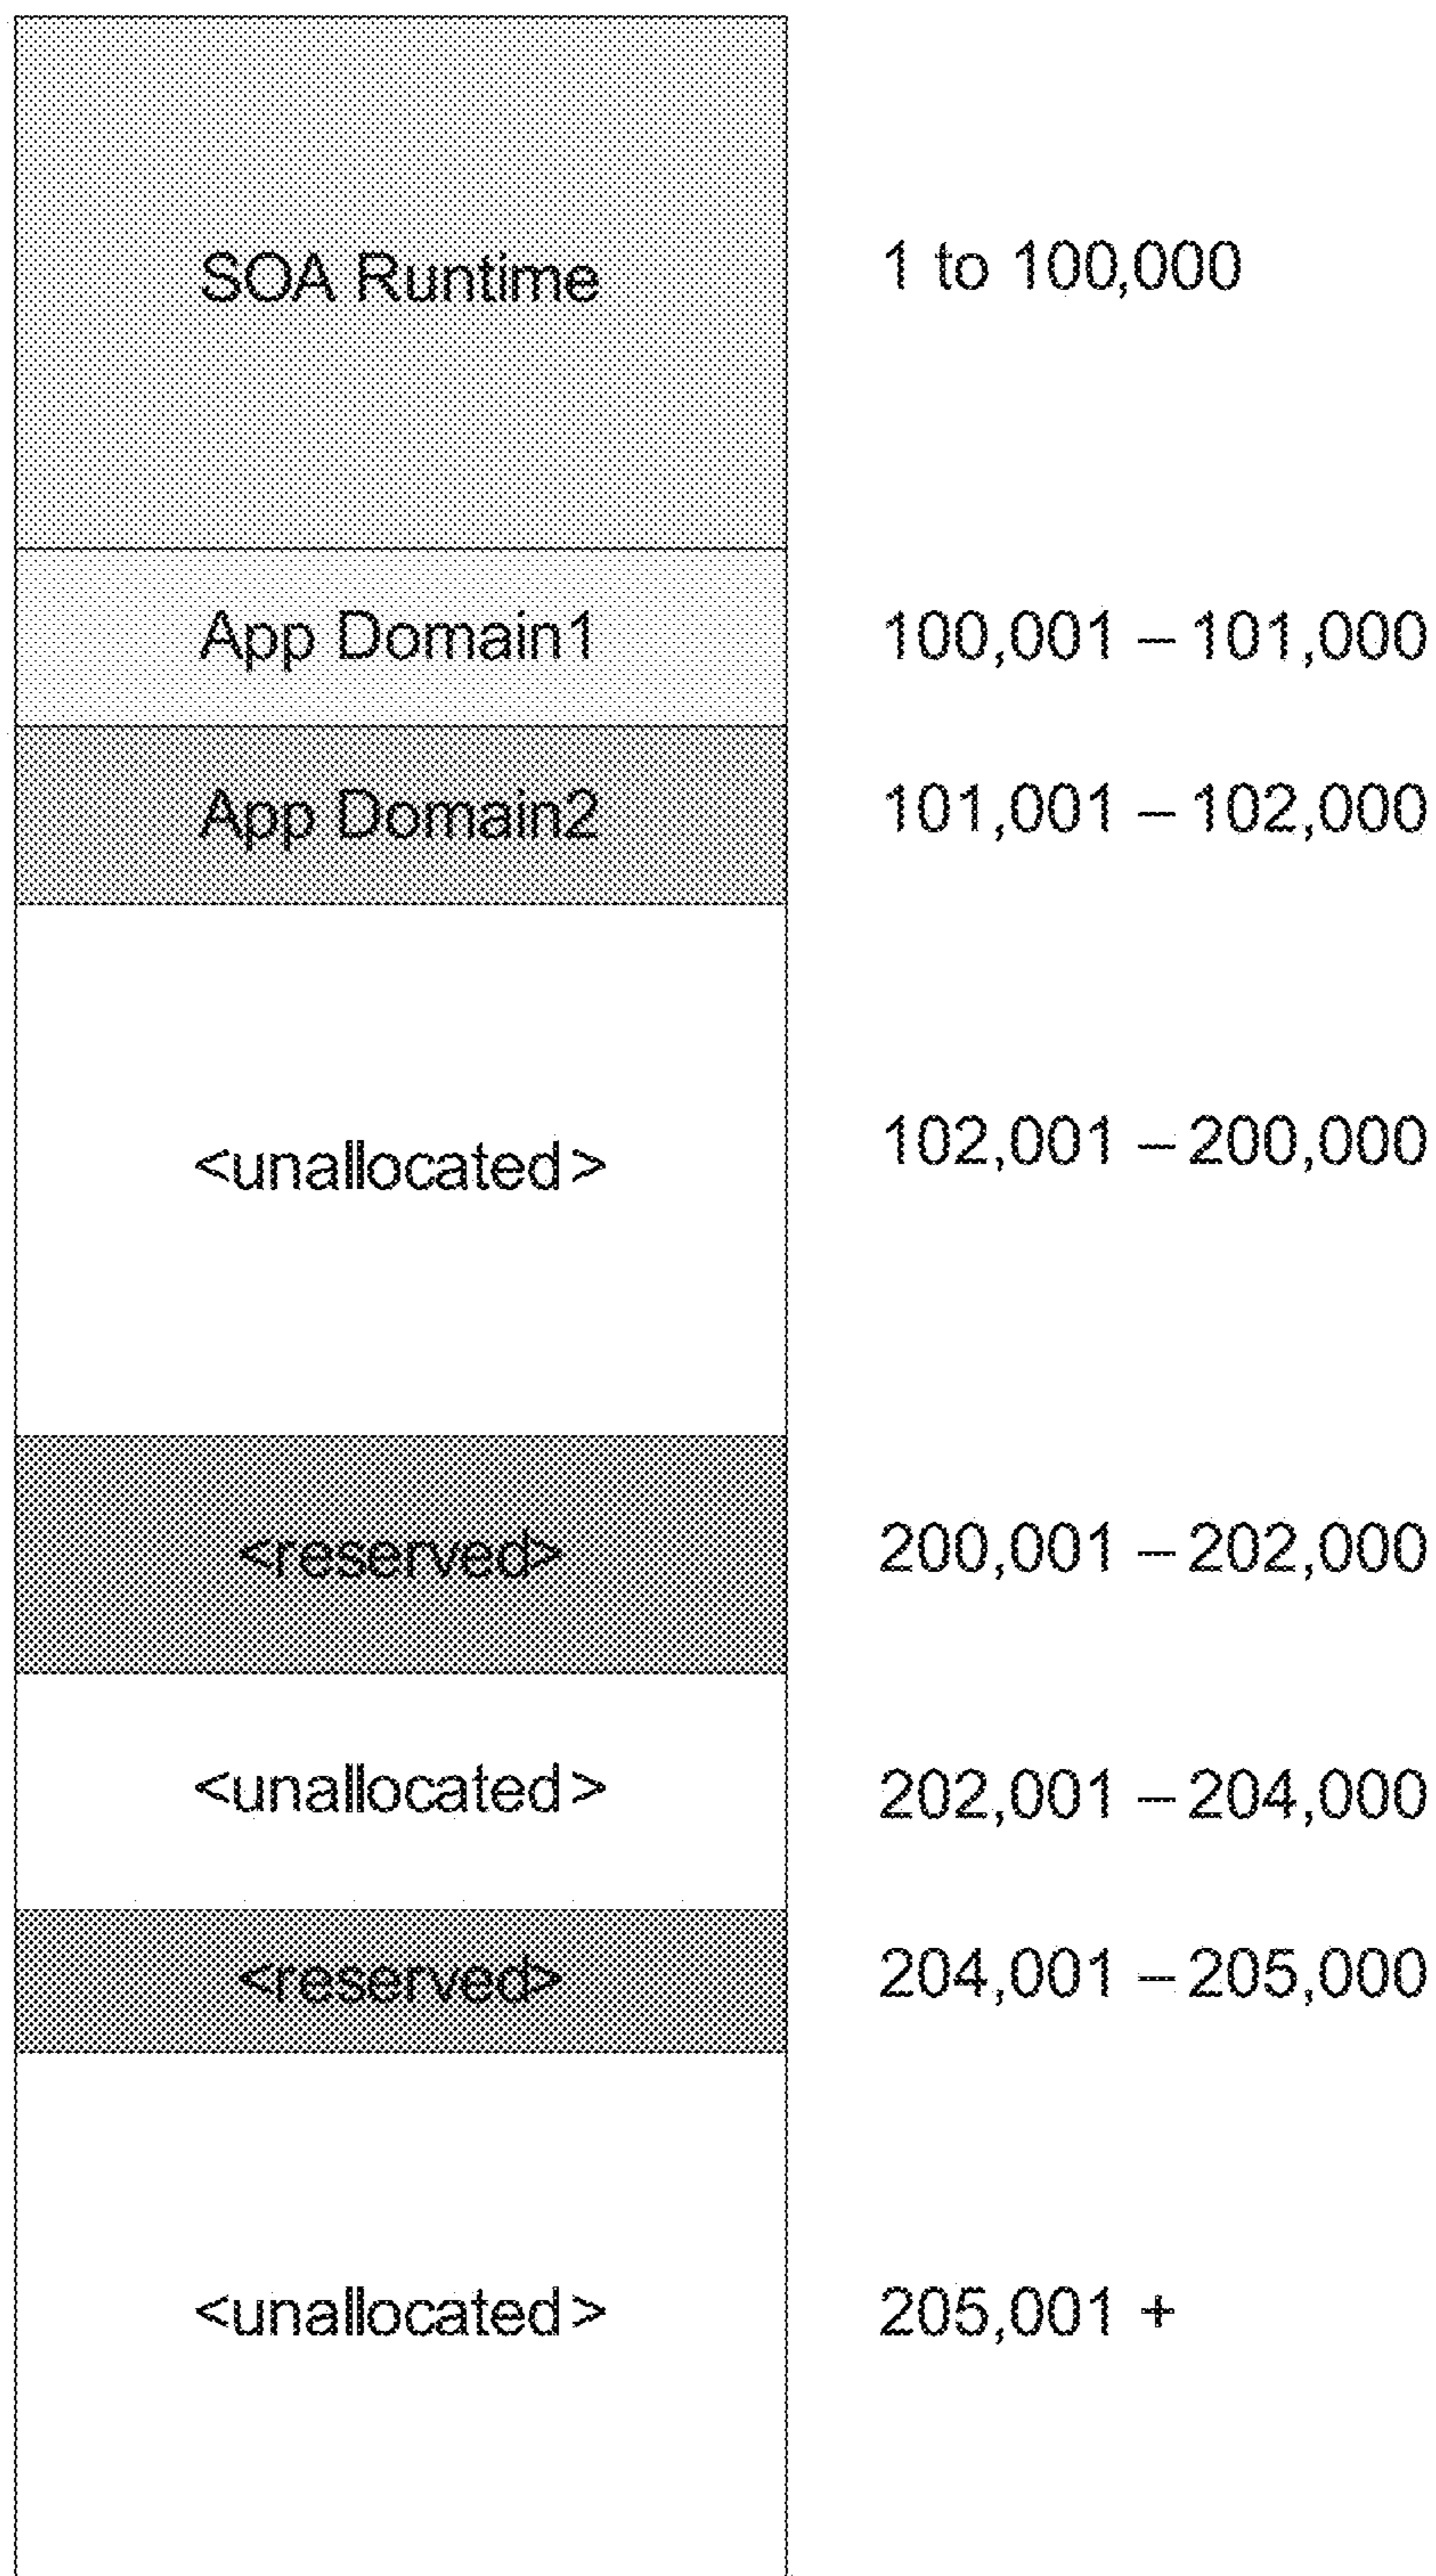 SOA Runtime 1 to 100,000
App Domain1 100,001 – 101,000
App Domain2 101,001 – 102,000
<unallocated> 102,001 – 200,000
<reserved> 200,001 – 202,000
<unallocated> 202,001 – 204,000
<reserved> 204,001 – 205,000
<unallocated> 205,001 +